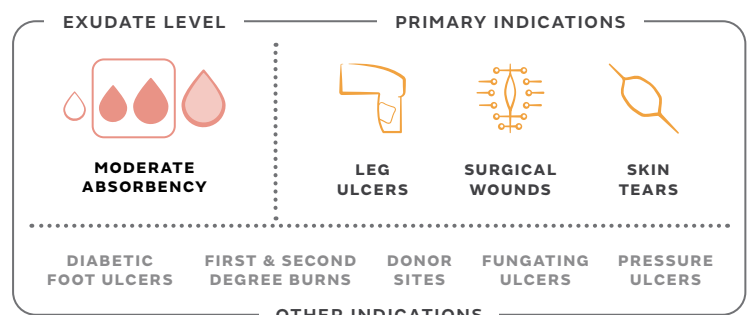 EXUDATE LEVEL
PRIMARY INDICATIONS
MODERATE
ABSORBENCY
LEG
ULCERS
SURGICAL
WOUNDS
SKIN
TEARS
DIABETIC
FOOT ULCERS
FIRST & SECOND
DEGREE BURNS
DONOR
SITES
FUNGATING
ULCERS
PRESSURE
ULCERS
OTHER INDICATIONS